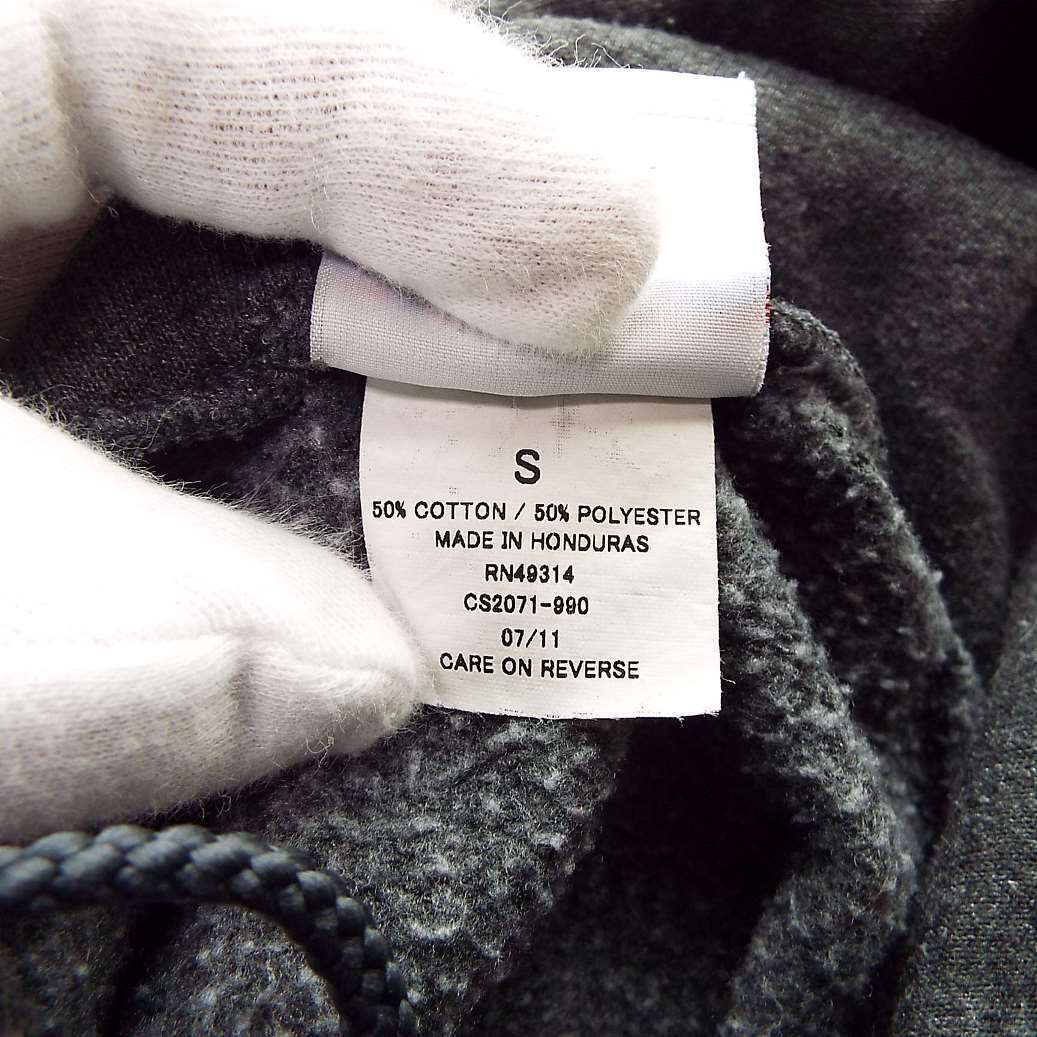 S
50% COTTON / 50% POLYESTER
MADE IN HONDURAS
RN49314
CS2071-990
07/11
CARE ON REVERSE